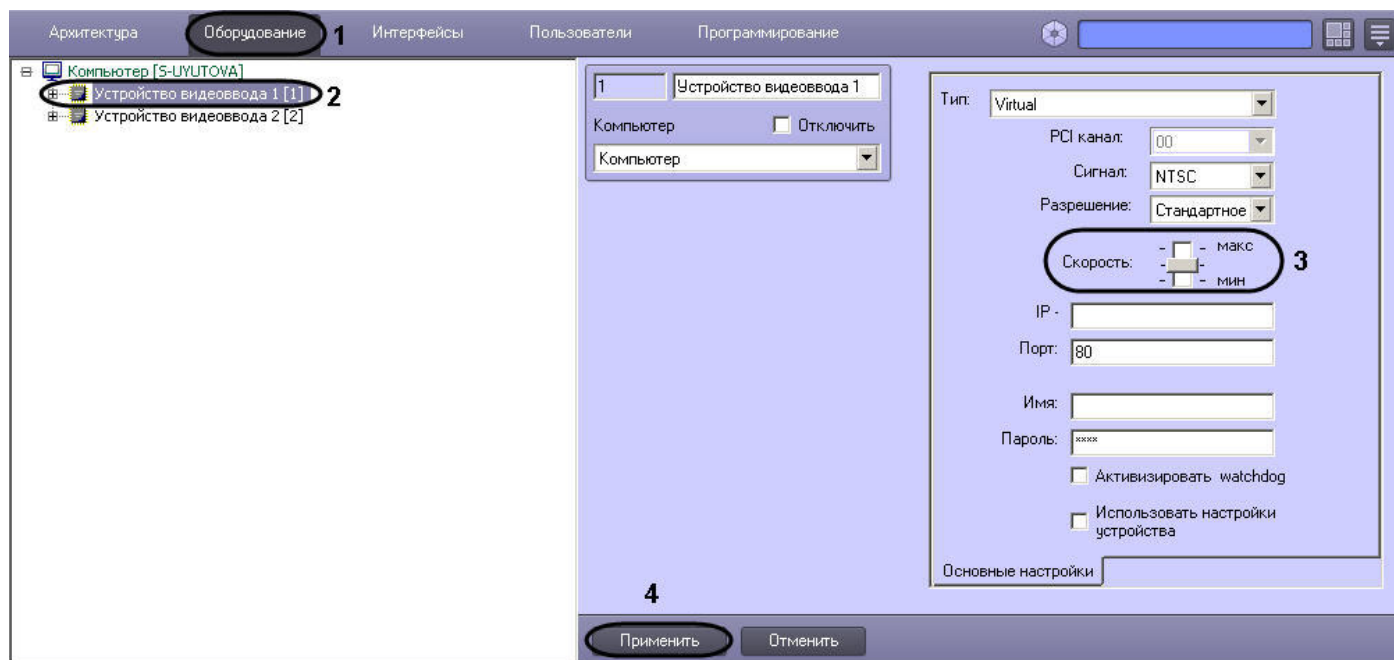 Архитектура Оборудование 1 Интерфейсы Пользователи Программирование
Компьютер [S-UYUTOVA]
Устройство видеоввода 1 [1] 2
Устройство видеоввода 2 [2]
1 Устройство видеоввода 1
Компьютер Отключить
Компьютер
Тип: Virtual
PCI канал: 00
Сигнал: NTSC
Разрешение: Стандартное
Скорость: макс мин 3
IP -
Порт: 80
Имя:
Пароль: ****
Активизировать watchdog
Использовать настройки
устройства
Основные настройки
4
Применить Отменить